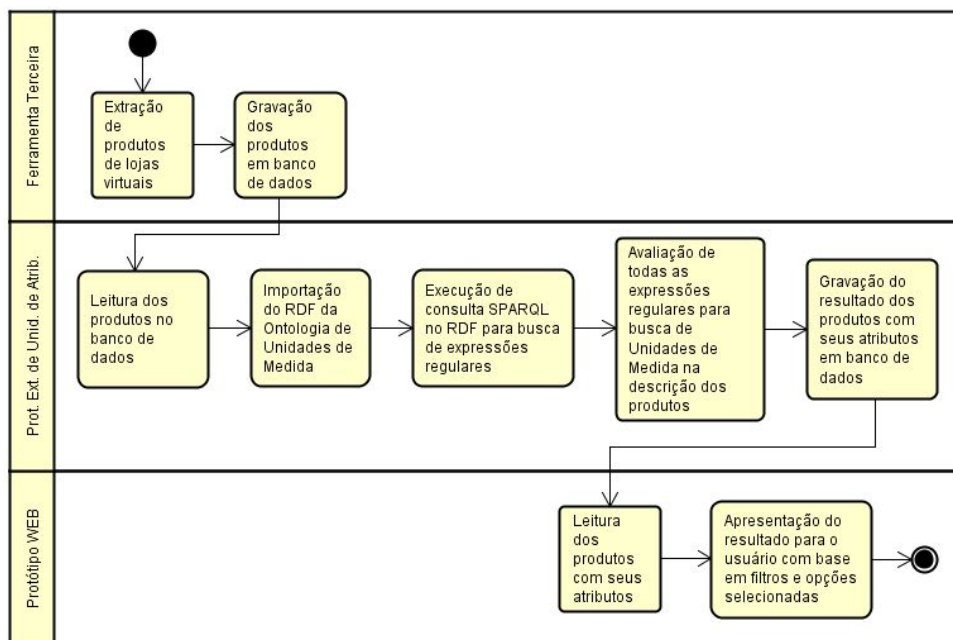 Ferramenta Terceira
Extração
de
produtos
de lojas
virtuais
Gravação
dos
produtos
em banco
de dados
Prot. Ext. de Unid. de Atrib.
Leitura dos
produtos no
banco de
dados
Importação
do RDF da
Ontologia de
Unidades de
Medida
Execução de
consulta SPARQL
no RDF para busca
de expressões
regulares
Avaliação de
todas as
expressões
regulares para
busca de
Unidades de
Medida na
descrição dos
produtos
Gravação do
resultado dos
produtos com
seus atributos
em banco de
dados
Protótipo WEB
Leitura
dos
produtos
com seus
atributos
Apresentação do
resultado para o
usuário com base
em filtros e opções
selecionadas